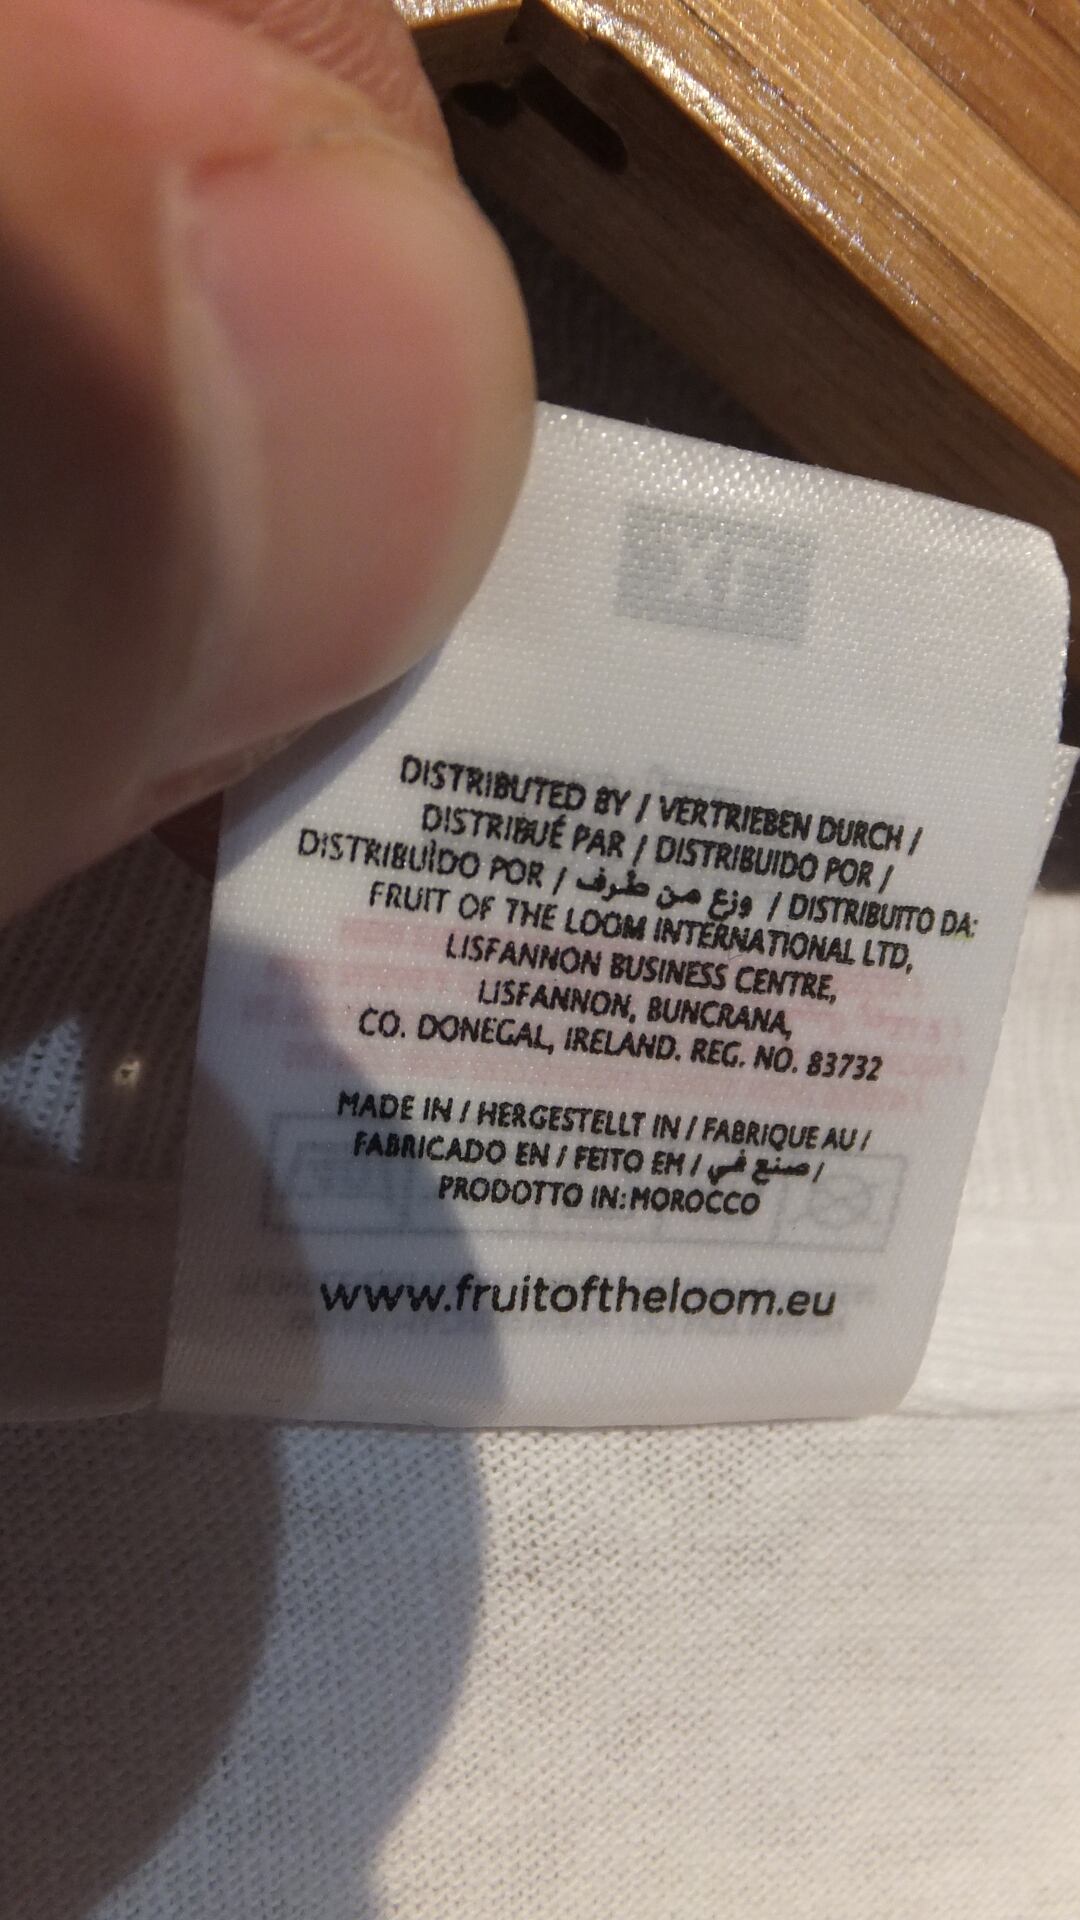 DISTRIBUTED BY / VERTRIEBEN DURCH /
DISTRIBUÉ PAR / DISTRIBUIDO POR /
DISTRIBUÌDO POR / وزع من طرف / DISTRIBUITO DA:
FRUIT OF THE LOOM INTERNATIONAL LTD,
LISFANNON BUSINESS CENTRE,
LISFANNON, BUNCRANA,
CO. DONEGAL, IRELAND. REG. NO. 83732
MADE IN / HERGESTELLT IN / FABRIQUE AU /
FABRICADO EN / FEITO EM / صنع في /
PRODOTTO IN: MOROCCO
www.fruitoftheloom.eu